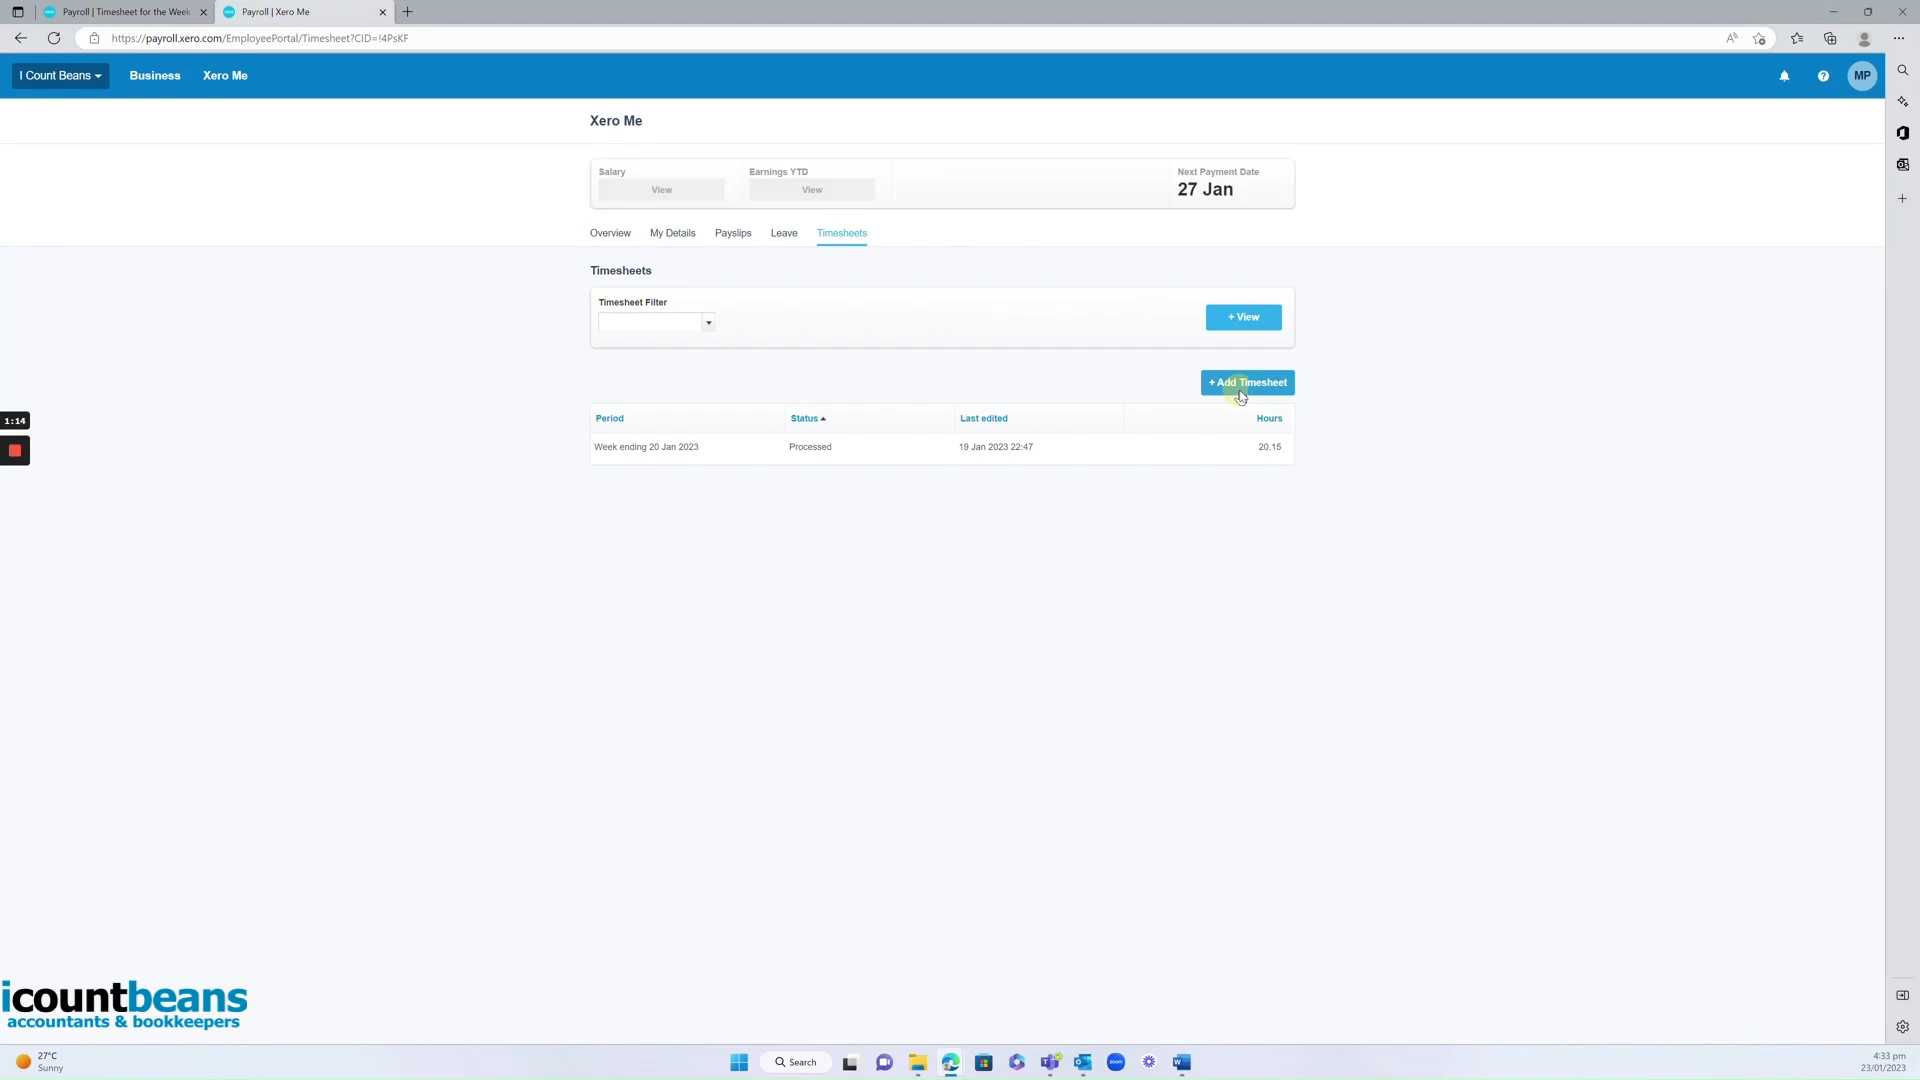 Payroll | Timesheet for the Week
Payroll | Xero Me
https://payroll.xero.com/EmployeePortal/Timesheet?CID=!4PsKF
I Count Beans
Business
Xero Me
MP
Xero Me
Salary
View
Earnings YTD
View
Next Payment Date
27 Jan
Overview
My Details
Payslips
Leave
Timesheets
Timesheets
Timesheet Filter
+ View
+ Add Timesheet
Period
Status
Last edited
Hours
Week ending 20 Jan 2023
Processed
19 Jan 2023 22:47
20.15
1:14
icountbeans
accountants & bookkeepers
27°C
Sunny
Search
zoom
4:33 pm
23/01/2023